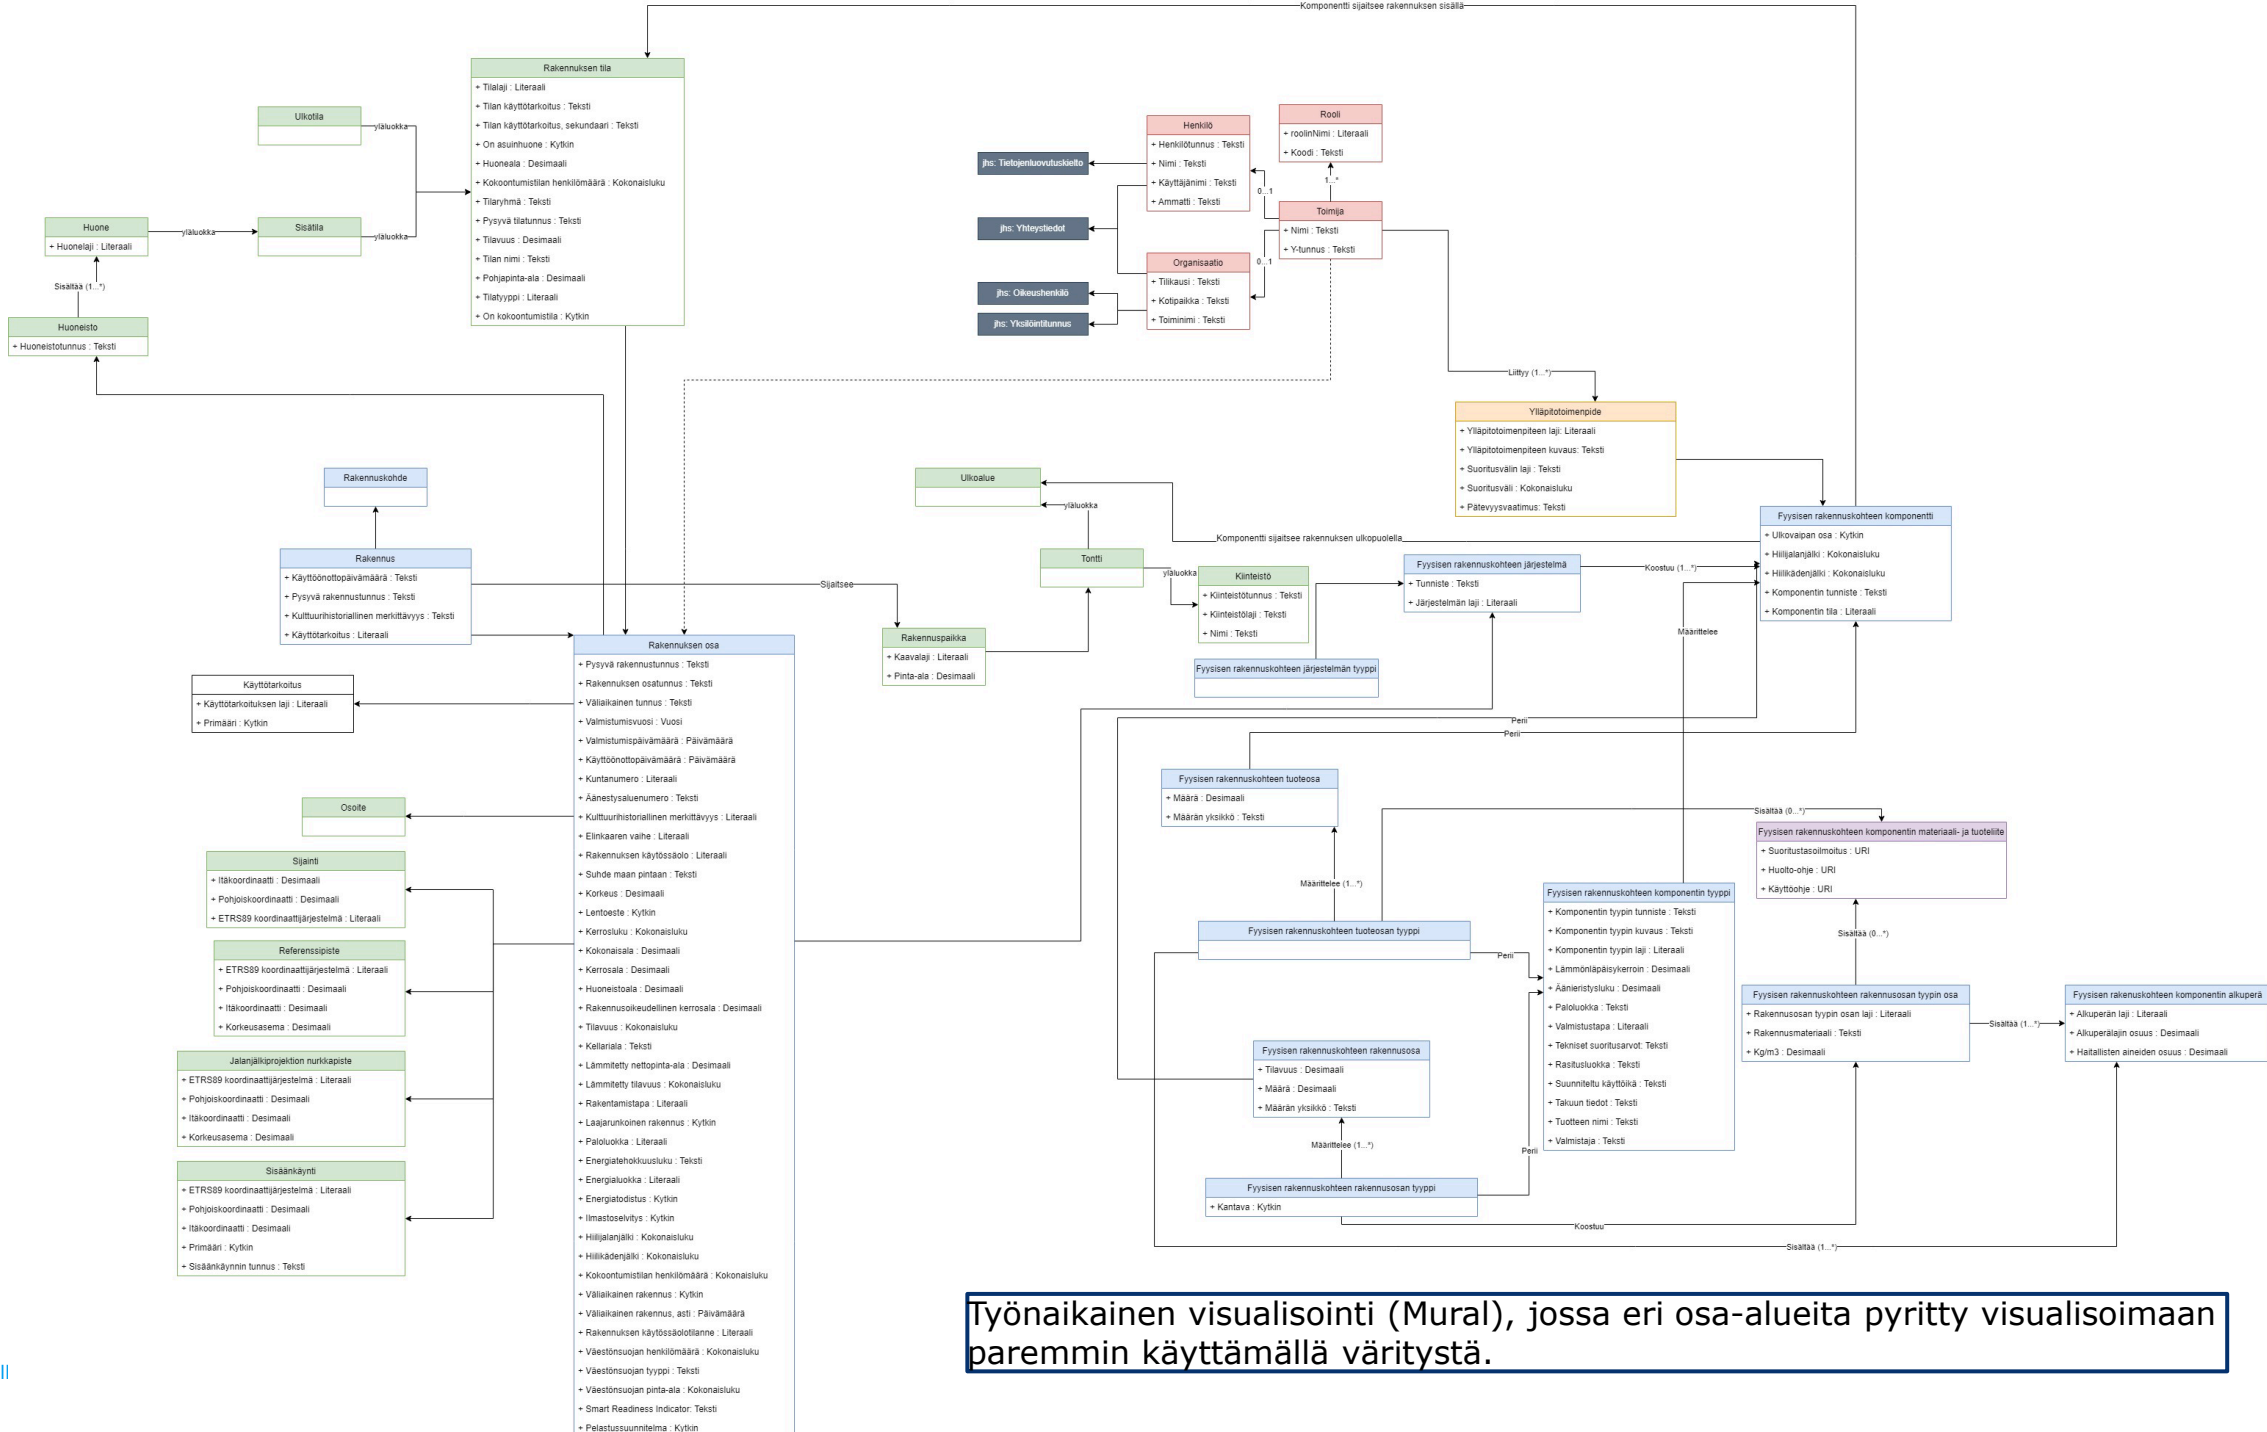 Komponentti sijaitsee rakennuksen sisällä
Rakennuksen tila
+ Tilalaji : Literaali
+ Tilan käyttötarkoitus : Teksti
+ Tilan käyttötarkoitus, sekundaari : Teksti
+ On asuinhuone : Kytkin
+ Huoneala : Desimaali
+ Kokoontumistilan henkilömäärä : Kokonaisluku
+ Tilaryhmä : Teksti
+ Pysyvä tilatunnus : Teksti
+ Tilavuus : Desimaali
+ Tilan nimi : Teksti
+ Pohjapinta-ala : Desimaali
+ Tilatyyppi : Literaali
+ On kokoontumistila : Kytkin
Ulkotila
yläluokka
Huone
+ Huonelaji : Literaali
yläluokka
Sisätila
yläluokka
Sisältää (1...*)
Huoneisto
+ Huoneistotunnus : Teksti
Henkilö
+ Henkilötunnus : Teksti
+ Nimi : Teksti
+ Käyttäjänimi : Teksti
+ Ammatti : Teksti
Rooli
+ roolinNimi : Literaali
+ Koodi : Teksti
1...*
0...1
Toimija
+ Nimi : Teksti
+ Y-tunnus : Teksti
0...1
jhs: Tietojenluovutuskielto
jhs: Yhteystiedot
jhs: Oikeushenkilö
jhs: Yksilöintitunnus
Organisaatio
+ Tilikausi : Teksti
+ Kotipaikka : Teksti
+ Toiminimi : Teksti
Liittyy (1...*)
Ylläpitotoimenpide
+ Ylläpitotoimenpiteen laji: Literaali
+ Ylläpitotoimenpiteen kuvaus: Teksti
+ Suoritusvälin laji : Teksti
+ Suoritusväli : Kokonaisluku
+ Pätevyysvaatimus: Teksti
Rakennuskohde
Rakennus
+ Käyttöönottopäivämäärä : Teksti
+ Pysyvä rakennustunnus : Teksti
+ Kulttuurihistoriallinen merkittävyys : Teksti
+ Käyttötarkoitus : Literaali
Sijaitsee
Ulkoalue
yläluokka
Komponentti sijaitsee rakennuksen ulkopuolella
Tontti
yläluokka
Kiinteistö
+ Kiinteistötunnus : Teksti
+ Kiinteistölaji : Teksti
+ Nimi : Teksti
Rakennuspaikka
+ Kaavalaji : Literaali
+ Pinta-ala : Desimaali
Fyysisen rakennuskohteen järjestelmä
+ Tunniste : Teksti
+ Järjestelmän laji : Literaali
Koostuu (1...*)
Fyysisen rakennuskohteen järjestelmän tyyppi
Fyysisen rakennuskohteen komponentti
+ Ulkovaipan osa : Kytkin
+ Hiilijalanjälki : Kokonaisluku
+ Hiilikädenjälki : Kokonaisluku
+ Komponentin tunniste : Teksti
+ Komponentin tila : Literaali
Määrittelee
Käyttötarkoitus
+ Käyttötarkoituksen laji : Literaali
+ Primääri : Kytkin
Osoite
Sijainti
+ Itäkoordinaatti : Desimaali
+ Pohjoiskoordinaatti : Desimaali
+ ETRS89 koordinaattijärjestelmä : Literaali
Referenssipiste
+ ETRS89 koordinaattijärjestelmä : Literaali
+ Pohjoiskoordinaatti : Desimaali
+ Itäkoordinaatti : Desimaali
+ Korkeusasema : Desimaali
Jalanjälkiprojektion nurkkapiste
+ ETRS89 koordinaattijärjestelmä : Literaali
+ Pohjoiskoordinaatti : Desimaali
+ Itäkoordinaatti : Desimaali
+ Korkeusasema : Desimaali
Sisäänkäynti
+ ETRS89 koordinaattijärjestelmä : Literaali
+ Pohjoiskoordinaatti : Desimaali
+ Itäkoordinaatti : Desimaali
+ Primääri : Kytkin
+ Sisäänkäynnin tunnus : Teksti
Rakennuksen osa
+ Pysyvä rakennustunnus : Teksti
+ Rakennuksen osatunnus : Teksti
+ Väliaikainen tunnus : Teksti
+ Valmistumisvuosi : Vuosi
+ Valmistumispäivämäärä : Päivämäärä
+ Käyttöönottopäivämäärä : Päivämäärä
+ Kuntanumero : Literaali
+ Äänestysaluenumero : Teksti
+ Kulttuurihistoriallinen merkittävyys : Literaali
+ Elinkaaren vaihe : Literaali
+ Rakennuksen käytössäolo : Literaali
+ Suhde maan pintaan : Teksti
+ Korkeus : Desimaali
+ Lentoeste : Kytkin
+ Kerrosluku : Kokonaisluku
+ Kokonaisala : Desimaali
+ Kerrosala : Desimaali
+ Huoneistoala : Desimaali
+ Rakennusoikeudellinen kerrosala : Desimaali
+ Tilavuus : Kokonaisluku
+ Kellariala : Teksti
+ Lämmitetty nettopinta-ala : Desimaali
+ Lämmitetty tilavuus : Kokonaisluku
+ Rakentamistapa : Literaali
+ Laajarunkoinen rakennus : Kytkin
+ Paloluokka : Literaali
+ Energiatehokkuusluku : Teksti
+ Energialuokka : Literaali
+ Energiatodistus : Kytkin
+ Ilmastoselvitys : Kytkin
+ Hiilijalanjälki : Kokonaisluku
+ Hiilikädenjälki : Kokonaisluku
+ Kokoontumistilan henkilömäärä : Kokonaisluku
+ Väliaikainen rakennus : Kytkin
+ Väliaikainen rakennus, asti : Päivämäärä
+ Rakennuksen käytössäolotilanne : Literaali
+ Väestönsuojan henkilömäärä : Kokonaisluku
+ Väestönsuojan tyyppi : Teksti
+ Väestönsuojan pinta-ala : Kokonaisluku
+ Smart Readiness Indicator: Teksti
+ Pelastussuunnitelma : Kytkin
Perii
Perii
Fyysisen rakennuskohteen tuoteosa
+ Määrä : Desimaali
+ Määrän yksikkö : Teksti
Määrittelee (1...*)
Fyysisen rakennuskohteen tuoteosan tyyppi
Perii
Sisältää (0...*)
Fyysisen rakennuskohteen komponentin materiaali- ja tuoteliite
+ Suoritustasoilmoitus : URI
+ Huolto-ohje : URI
+ Käyttöohje : URI
Sisältää (0...*)
Fyysisen rakennuskohteen komponentin tyyppi
+ Komponentin tyypin tunniste : Teksti
+ Komponentin tyypin kuvaus : Teksti
+ Komponentin tyypin laji : Literaali
+ Lämmönläpäisykerroin : Desimaali
+ Äänieristysluku : Desimaali
+ Paloluokka : Teksti
+ Valmistustapa : Literaali
+ Tekniset suoritusarvot: Teksti
+ Rasitusluokka : Teksti
+ Suunniteltu käyttöikä : Teksti
+ Takuun tiedot : Teksti
+ Tuotteen nimi : Teksti
+ Valmistaja : Teksti
Fyysisen rakennuskohteen rakennusosan tyypin osa
+ Rakennusosan tyypin osan laji : Literaali
+ Rakennusmateriaali : Teksti
+ Kg/m3 : Desimaali
Sisältää (1...*)
Fyysisen rakenuskohteen komponentin alkuperä
+ Alkuperän laji : Literaali
+ Alkuperälajin osuus : Desimaali
+ Haitallisten aineiden osuus : Desimaali
Fyysisen rakennuskohteen rakennusosa
+ Tilavuus : Desimaali
+ Määrä : Desimaali
+ Määrän yksikkö : Teksti
Määrittelee (1...*)
Perii
Fyysisen rakennuskohteen rakennusosan tyyppi
+ Kantava : Kytkin
Koostuu
Sisältää (1...*)
Työnaikainen visualisointi (Mural), jossa eri osa-alueita pyritty visualisoimaan
paremmin käyttämällä väritystä.